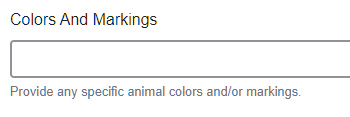 Colors And Markings
Provide any specific animal colors and/or markings.